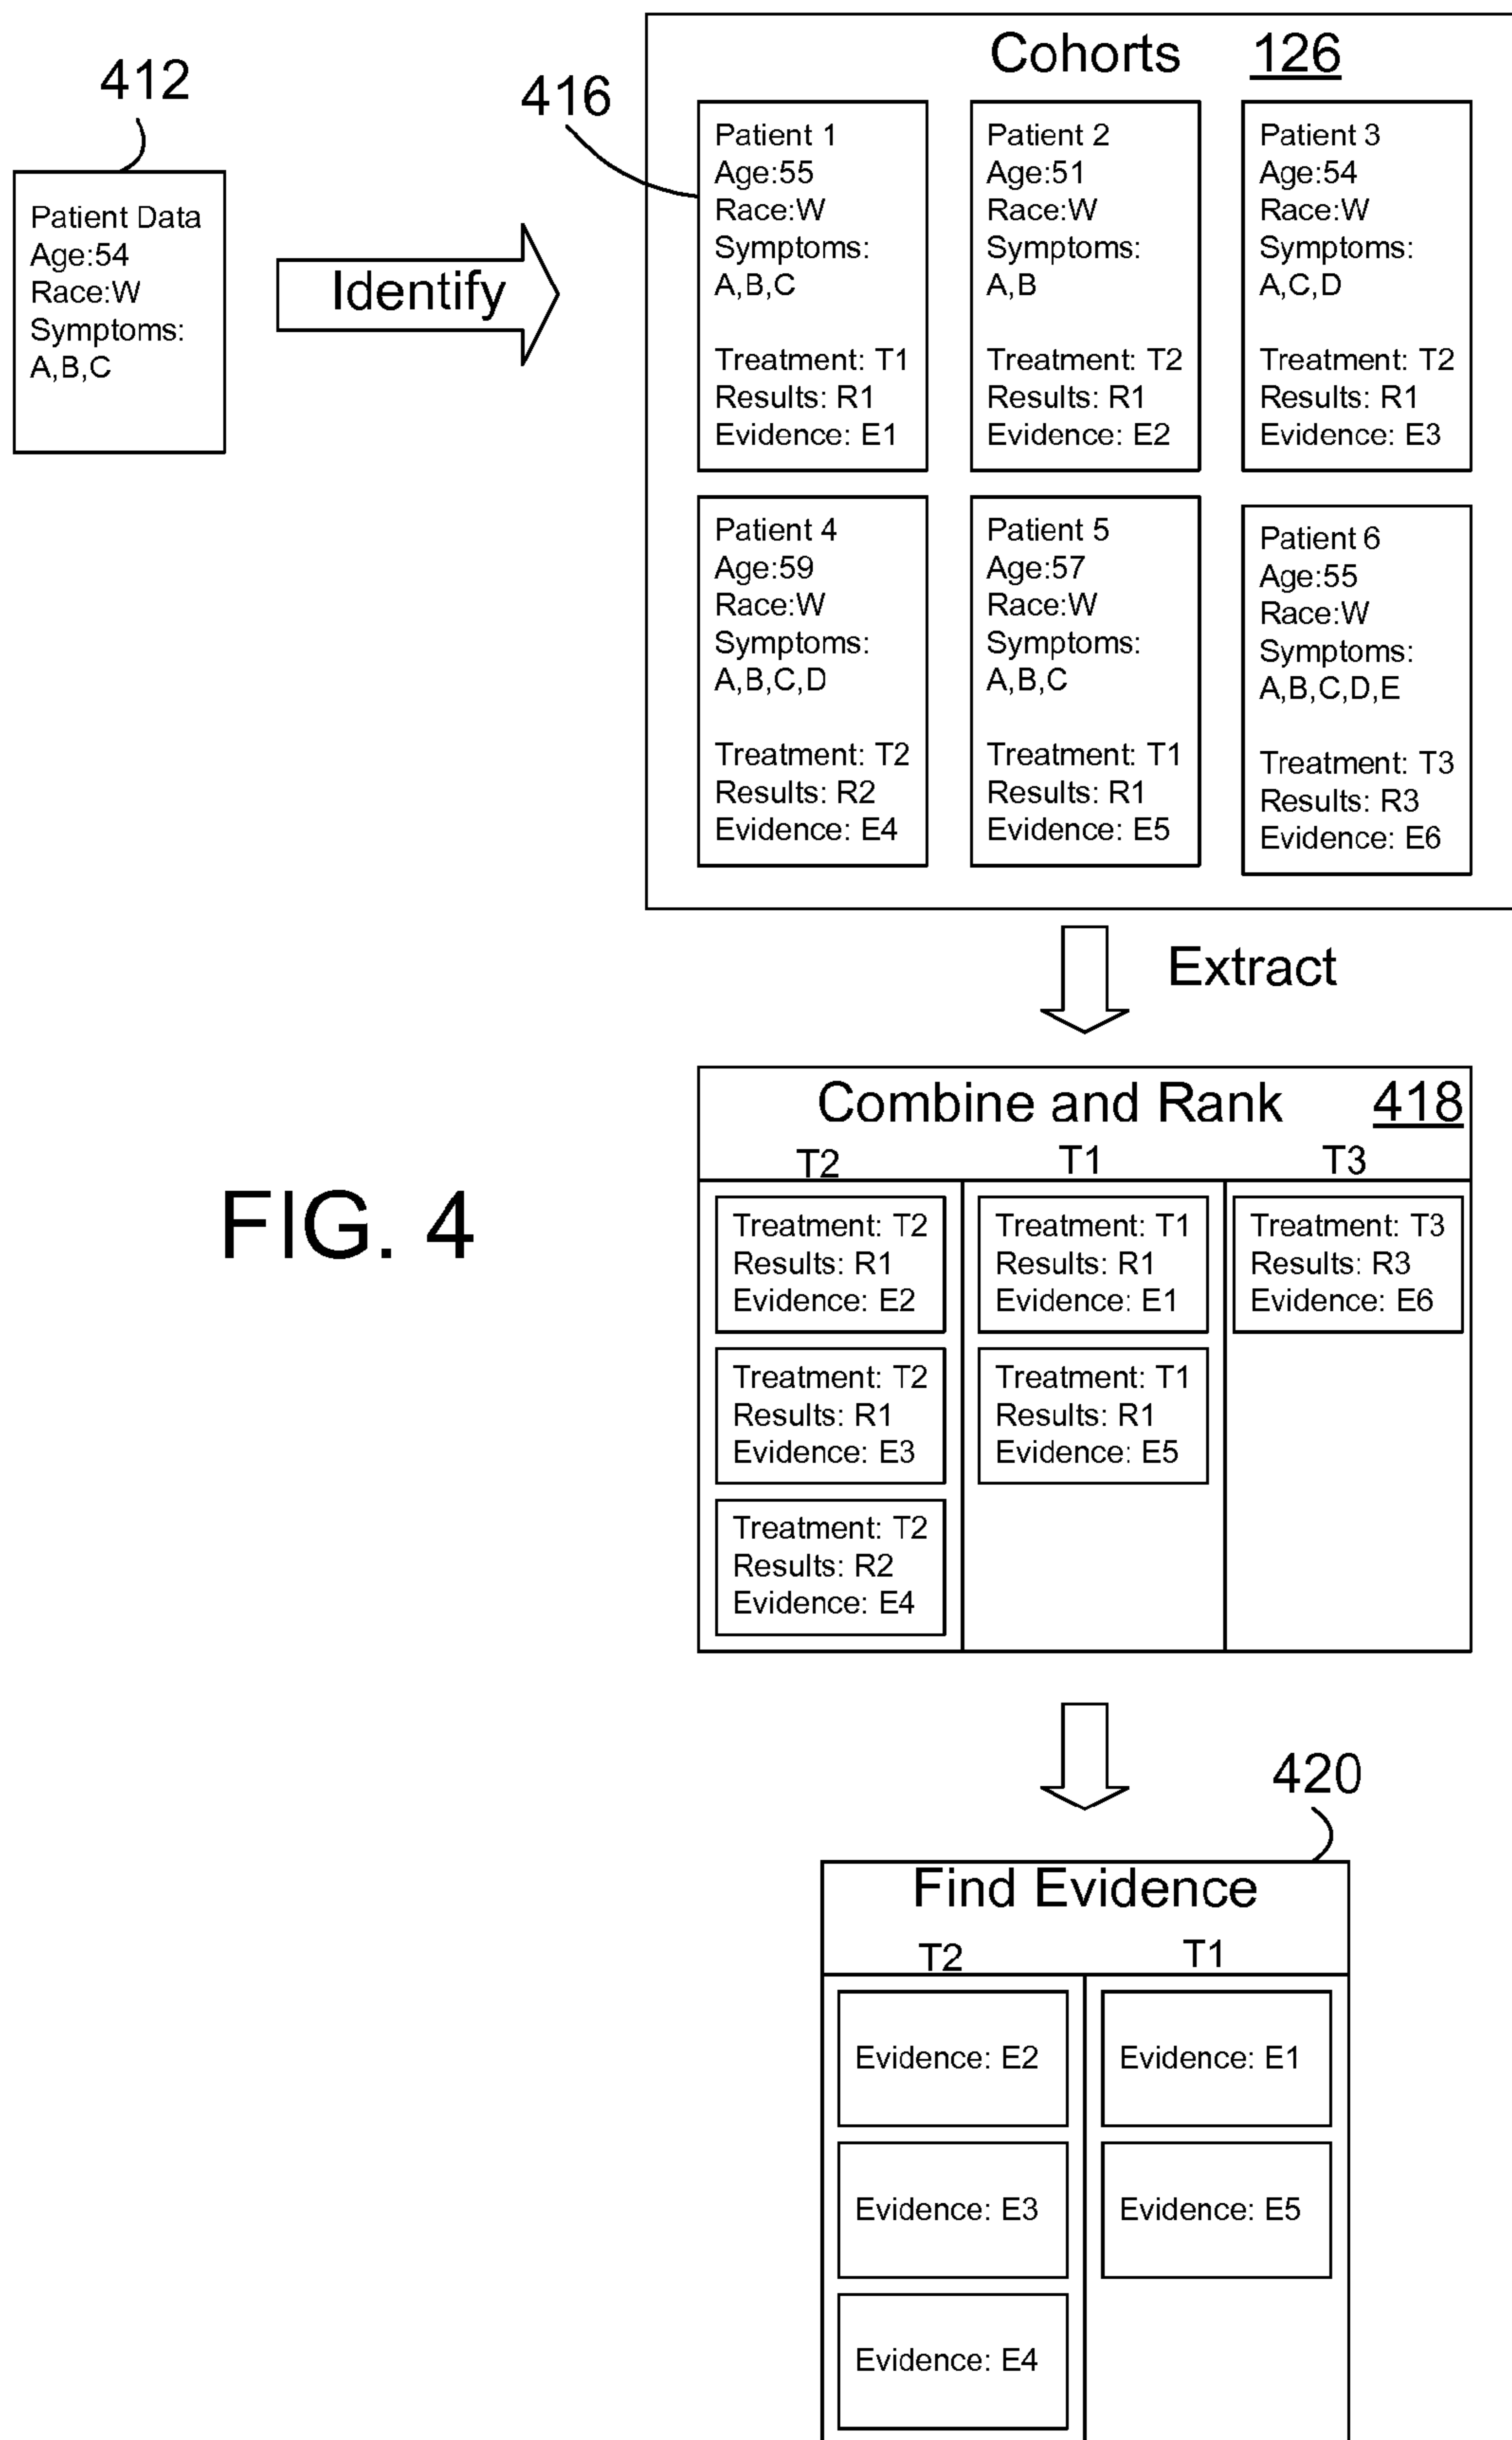 412
Patient Data
Age:54
Race:W
Symptoms:
A,B,C
Identify
416
Cohorts 126
Patient 1
Age:55
Race:W
Symptoms:
A,B,C
Treatment: T1
Results: R1
Evidence: E1
Patient 2
Age:51
Race:W
Symptoms:
A,B
Treatment: T2
Results: R1
Evidence: E2
Patient 3
Age:54
Race:W
Symptoms:
A,C,D
Treatment: T2
Results: R1
Evidence: E3
Patient 4
Age:59
Race:W
Symptoms:
A,B,C,D
Treatment: T2
Results: R2
Evidence: E4
Patient 5
Age:57
Race:W
Symptoms:
A,B,C
Treatment: T1
Results: R1
Evidence: E5
Patient 6
Age:55
Race:W
Symptoms:
A,B,C,D,E
Treatment: T3
Results: R3
Evidence: E6
Extract
FIG. 4
Combine and Rank 418
T2 T1 T3
Treatment: T2
Results: R1
Evidence: E2
Treatment: T2
Results: R1
Evidence: E3
Treatment: T2
Results: R2
Evidence: E4
Treatment: T1
Results: R1
Evidence: E1
Treatment: T1
Results: R1
Evidence: E5
Treatment: T3
Results: R3
Evidence: E6
420
Find Evidence
T2 T1
Evidence: E2
Evidence: E3
Evidence: E4
Evidence: E1
Evidence: E5